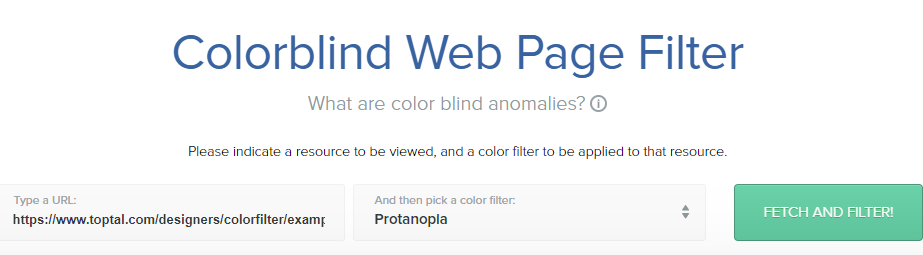 Colorblind Web Page Filter
What are color blind anomalies?
Please indicate a resource to be viewed, and a color filter to be applied to that resource.
Type a URL:
https://www.toptal.com/designers/colorfilter/examp
And then pick a color filter:
Protanopla
FETCH AND FILTER!